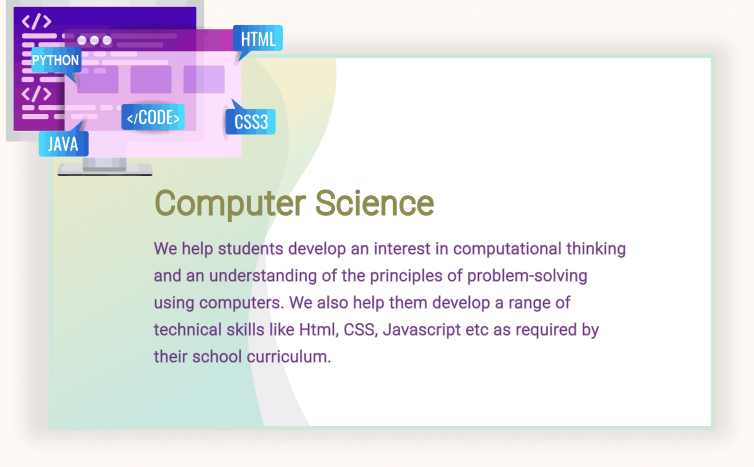 </>
HTML
PYTHON
</>
</CODE>
CSS3
JAVA
Computer Science
We help students develop an interest in computational thinking
and an understanding of the principles of problem-solving
using computers. We also help them develop a range of
technical skills like Html, CSS, Javascript etc as required by
their school curriculum.